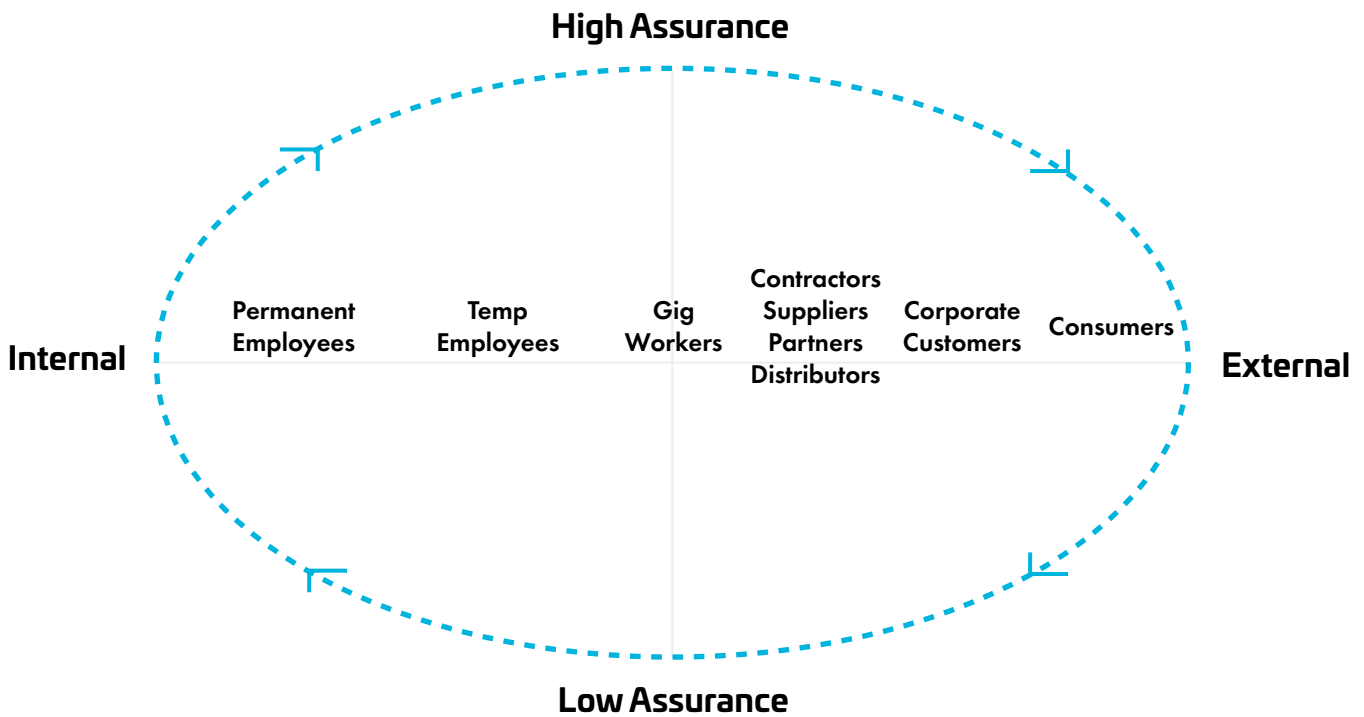 High Assurance
Contractors
Permanent
Employees
Temp
Employees
Gig
Workers
Suppliers
Partners
Distributors
Corporate
Customers
Consumers
Internal
External
Low Assurance